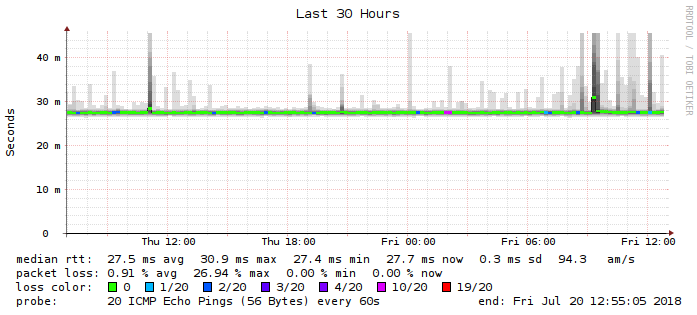 Last 30 Hours
RRDTOOL / TOBI OETIKER
Seconds
40 m
30 m
20 m
10 m
0
Thu 12:00 Thu 18:00 Fri 00:00 Fri 06:00 Fri 12:00
median rtt: 27.5 ms avg 30.9 ms max 27.4 ms min 27.7 ms now 0.3 ms sd 94.3 am/s
packet loss: 0.91 % avg 26.94 % max 0.00 % min 0.00 % now
loss color: 0 1/20 2/20 3/20 4/20 10/20 19/20
probe: 20 ICMP Echo Pings (56 Bytes) every 60s end: Fri Jul 20 12:55:05 2018